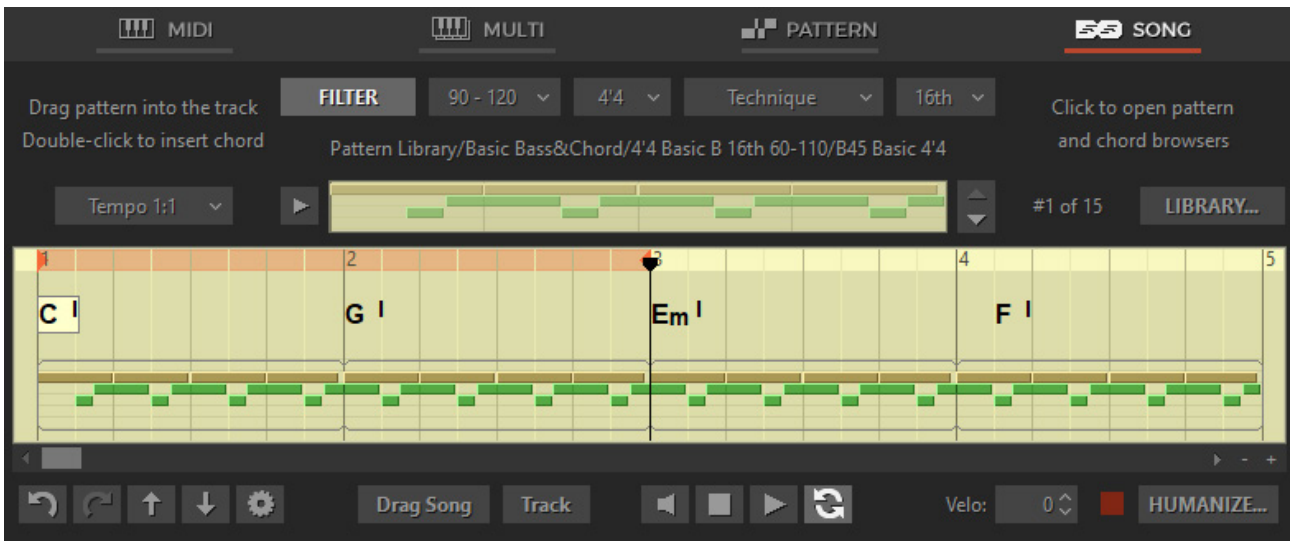 MIDI
MULTI
PATTERN
SONG
Drag pattern into the track
Double-click to insert chord
FILTER
90 - 120
4'4
Technique
16th
Click to open pattern
and chord browsers
Pattern Library/Basic Bass&Chord/4'4 Basic B 16th 60-110/B45 Basic 4'4
Tempo 1:1
#1 of 15
LIBRARY...
1
2
3
4
5
C I
G I
Em I
F I
- +
Drag Song
Track
Velo:
0
HUMANIZE...